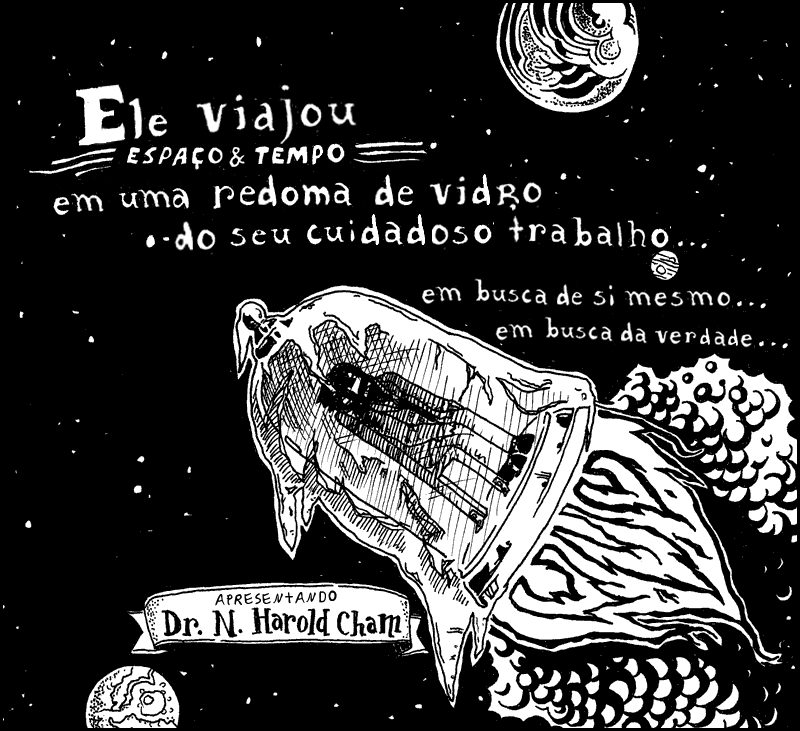 Ele viajou
ESPAÇO & TEMPO
em uma redoma de vidro
do seu cuidadoso trabalho...
em busca de si mesmo...
em busca da verdade...
APRESENTANDO
Dr. N. Harold Cham